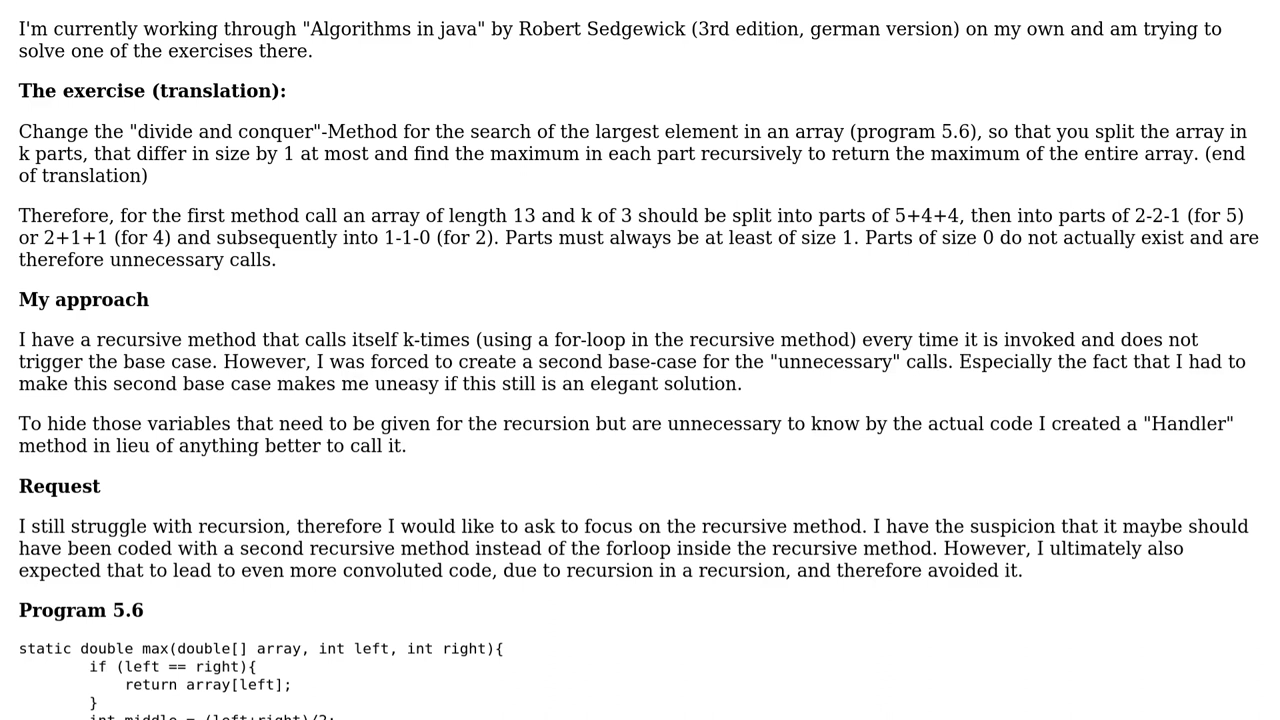 I'm currently working through "Algorithms in java" by Robert Sedgewick (3rd edition, german version) on my own and am trying to
solve one of the exercises there.
The exercise (translation):
Change the "divide and conquer"-Method for the search of the largest element in an array (program 5.6), so that you split the array in
k parts, that differ in size by 1 at most and find the maximum in each part recursively to return the maximum of the entire array. (end
of translation)
Therefore, for the first method call an array of length 13 and k of 3 should be split into parts of 5+4+4, then into parts of 2-2-1 (for 5)
or 2+1+1 (for 4) and subsequently into 1-1-0 (for 2). Parts must always be at least of size 1. Parts of size 0 do not actually exist and are
therefore unnecessary calls.
My approach
I have a recursive method that calls itself k-times (using a for-loop in the recursive method) every time it is invoked and does not
trigger the base case. However, I was forced to create a second base-case for the "unnecessary" calls. Especially the fact that I had to
make this second base case makes me uneasy if this still is an elegant solution.
To hide those variables that need to be given for the recursion but are unnecessary to know by the actual code I created a "Handler"
method in lieu of anything better to call it.
Request
I still struggle with recursion, therefore I would like to ask to focus on the recursive method. I have the suspicion that it maybe should
have been coded with a second recursive method instead of the forloop inside the recursive method. However, I ultimately also
expected that to lead to even more convoluted code, due to recursion in a recursion, and therefore avoided it.
Program 5.6
static double max(double[] array, int left, int right){
        if (left == right){
            return array[left];
        }
        int middle = (left+right)/2;